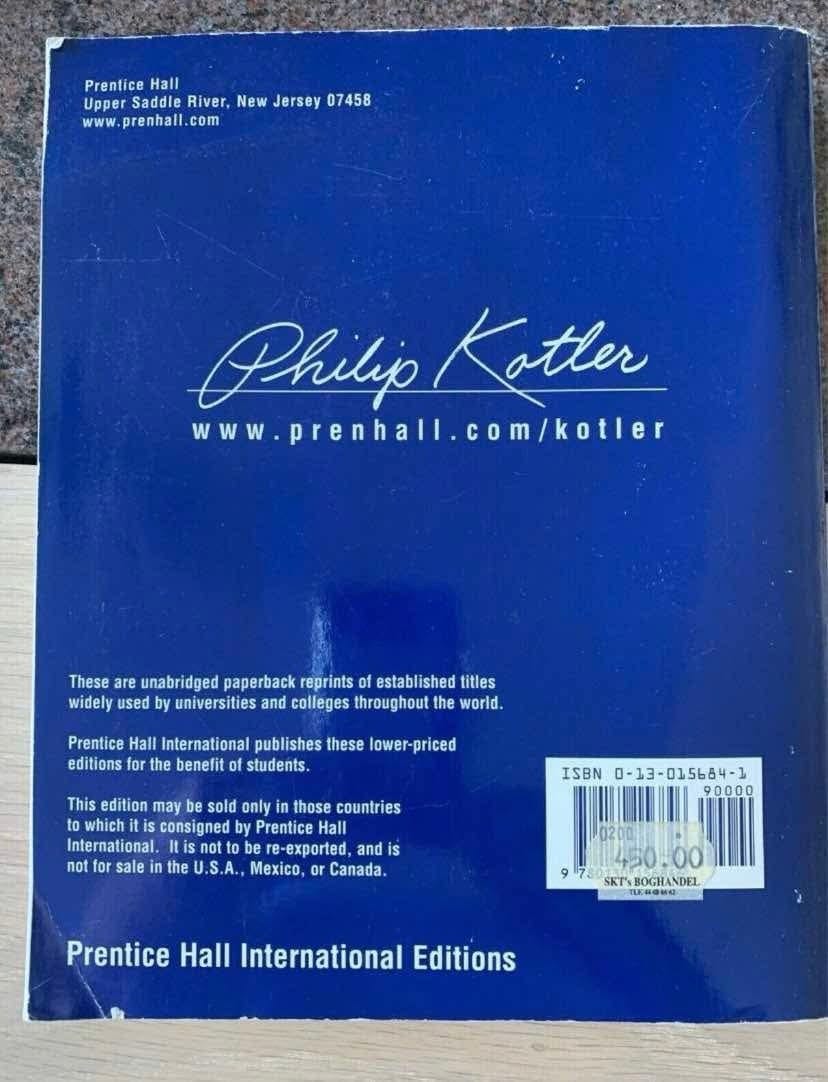 Prentice Hall
Upper Saddle River, New Jersey 07458
www.prenhall.com
Philip Kotler
www.prenhall.com/kotler
These are unabridged paperback reprints of established titles
widely used by universities and colleges throughout the world.
Prentice Hall International publishes these lower-priced
editions for the benefit of students.
This edition may be sold only in those countries
to which it is consigned by Prentice Hall
International. It is not to be re-exported, and is
not for sale in the U.S.A., Mexico, or Canada.
ISBN 0-13-015684-1
90000
0200
450.00
SKT's BOGHANDEL
Prentice Hall International Editions